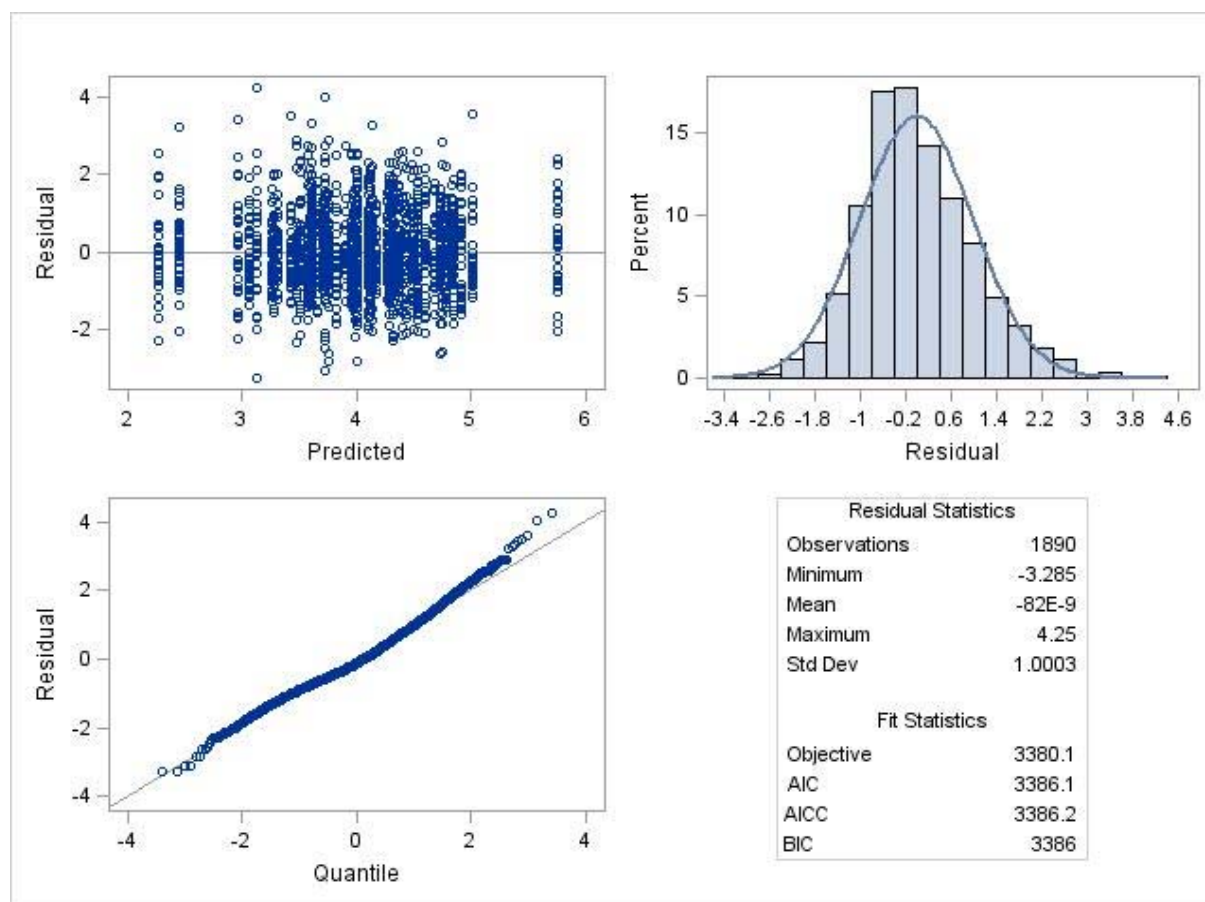 Residual
4
2
0
-2
2 3 4 5 6
Predicted
Percent
15
10
5
0
-3.4 -2.6 -1.8 -1 -0.2 0.6 1.4 2.2 3 3.8 4.6
Residual
Residual
4
2
0
-2
-4
-4 -2 0 2 4
Quantile
Residual Statistics
Observations 1890
Minimum -3.285
Mean -82E-9
Maximum 4.25
Std Dev 1.0003
Fit Statistics
Objective 3380.1
AIC 3386.1
AICC 3386.2
BIC 3386